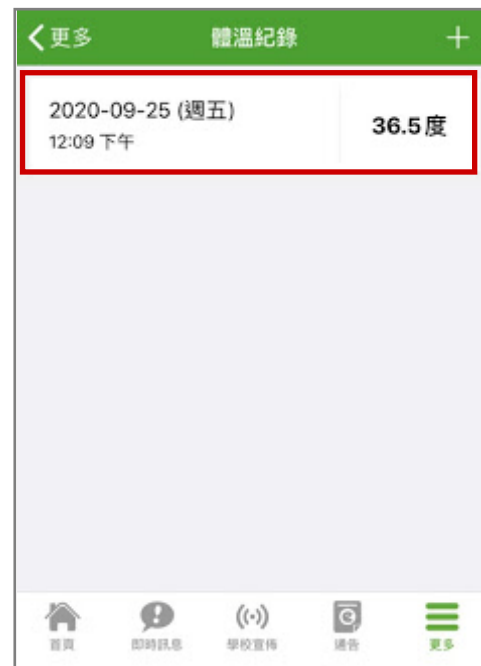 更多 體溫紀錄
2020-09-25 (週五)
12:09 下午
36.5度
首頁 即時訊息 學校宣佈 通告 更多